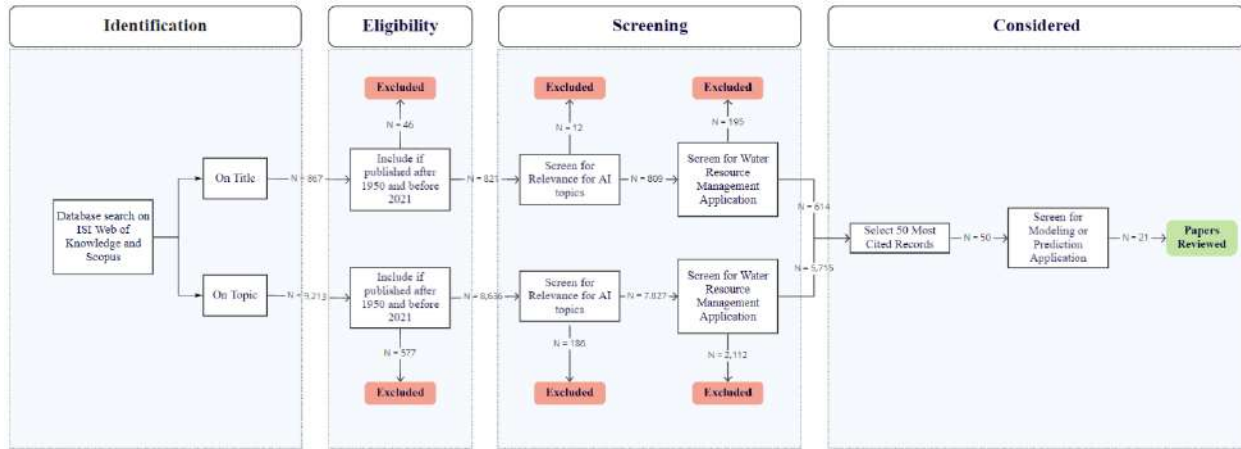 Identification
Eligibility
Screening
Considered
Excluded
Excluded
Excluded
N = 46
N = 12
N = 195
On Title
N = 867
Include if
published after
1950 and before
2021
N = 821
Screen for
Relevance for AI
topics
N = 809
Screen for Water
Resource
Management
Application
N = 614
Database search on
ISI Web of
Knowledge and
Scopus
Select 50 Most
Cited Records
N = 50
Screen for
Modeling or
Prediction
Application
N = 21
Papers
Reviewed
On Topic
N = 9,213
Include if
published after
1950 and before
2021
N = 8,636
Screen for
Relevance for AI
topics
N = 7,827
Screen for Water
Resource
Management
Application
N = 5,715
N = 577
N = 186
N = 2,112
Excluded
Excluded
Excluded